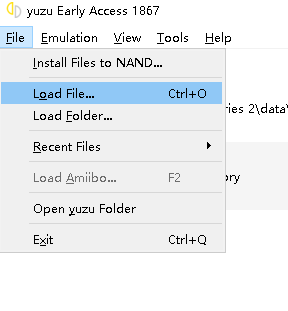 yuzu Early Access 1867
File Emulation View Tools Help
Install Files to NAND...
Load File... Ctrl+O
ries 2\data\
Load Folder...
Recent Files
ory
Load Amiibo... F2
Open yuzu Folder
Exit Ctrl+Q